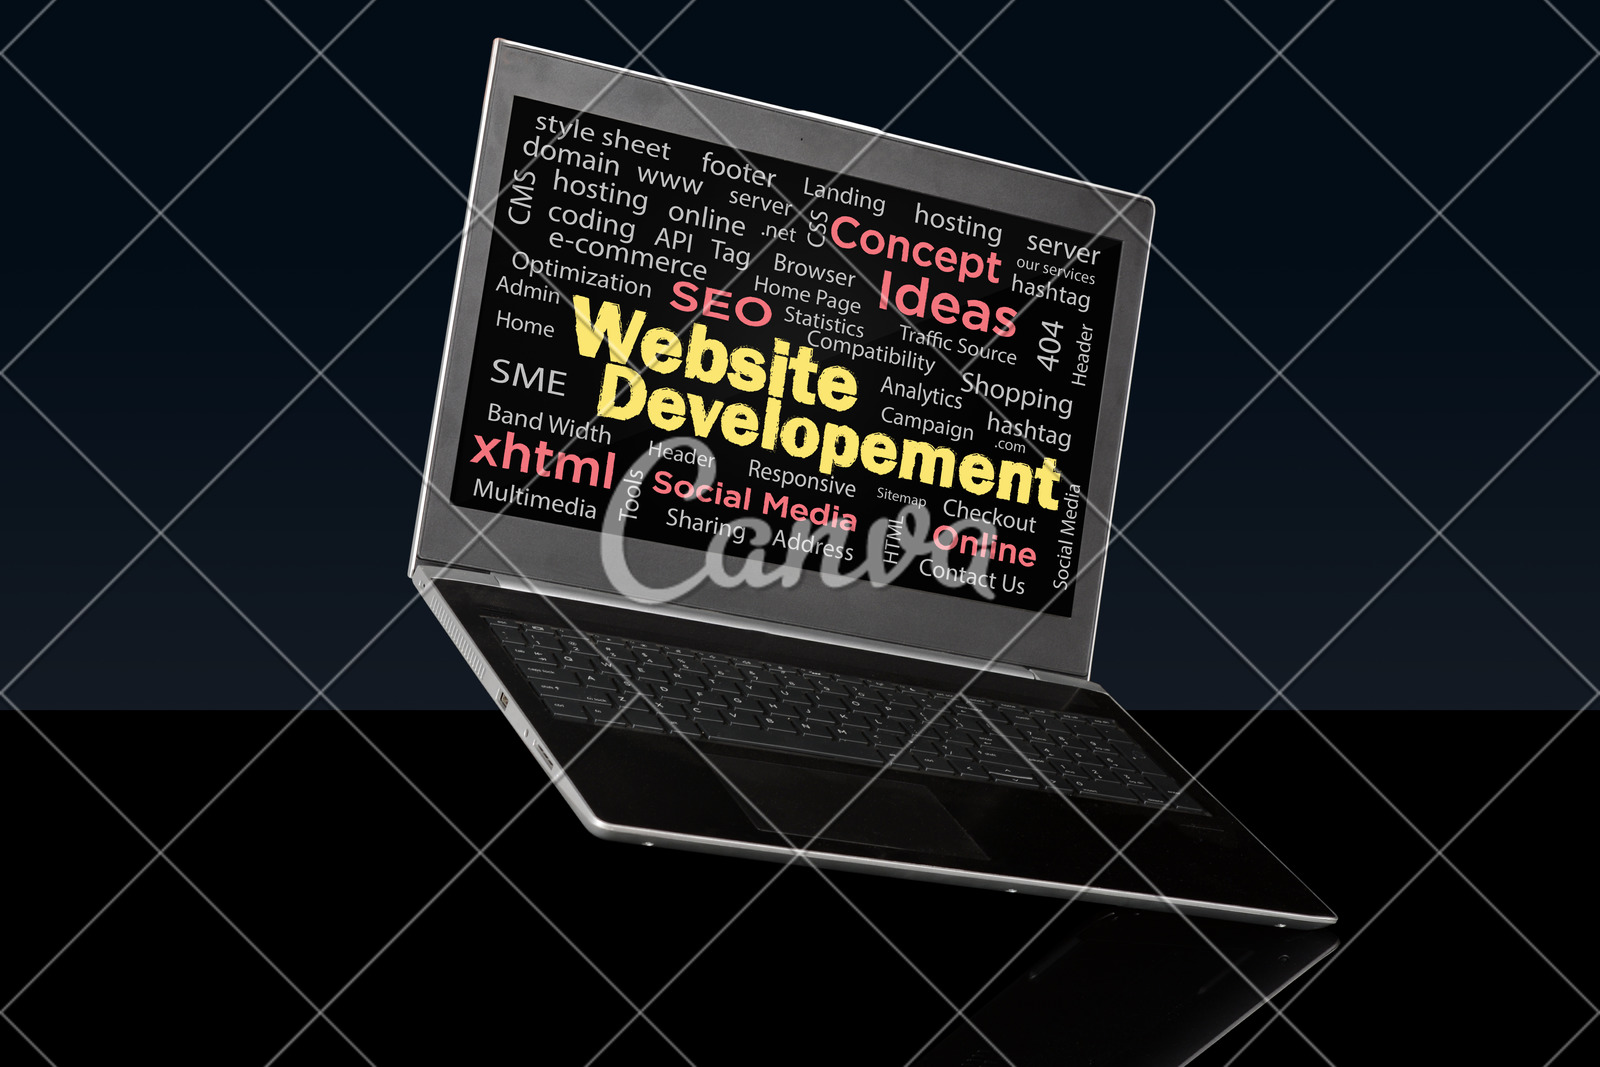 style sheet
domain
www
footer
Landing
hosting
server
CMS
hosting
online
server
.net
CSS
Concept
our services
hashtag
coding
API
Tag
Browser
Ideas
e-commerce
Home Page
Optimization
SEO
Statistics
Traffic Source
404
Header
Admin
Home
Website
Compatibility
Analytics
Shopping
SME
Developement
Campaign
hashtag
.com
Band Width
xhtml
Header
Responsive
Sitemap
Checkout
Multimedia
Tools
Social Media
HTML
Online
Social Media
Sharing
Address
Contact Us
Canva